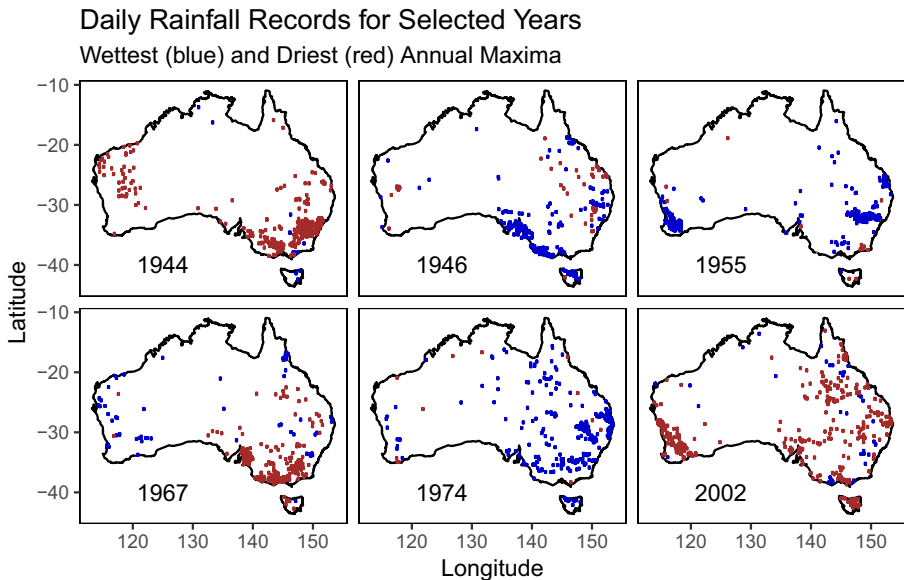 Daily Rainfall Records for Selected Years
Wettest (blue) and Driest (red) Annual Maxima
−10
−20
−30
−40
1944
1946
1955
−10
−20
−30
−40
1967
1974
2002
120 130 140 150 120 130 140 150 120 130 140 150
Longitude
Latitude